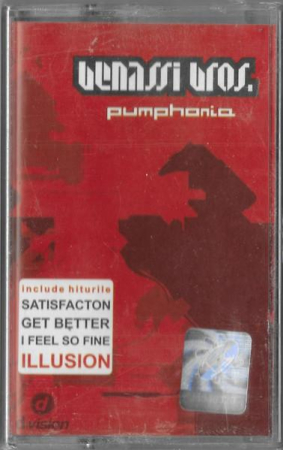 benassi bros.
pumphonia
include hiturile
SATISFACTON
GET BETTER
I FEEL SO FINE
ILLUSION
d
d:vision